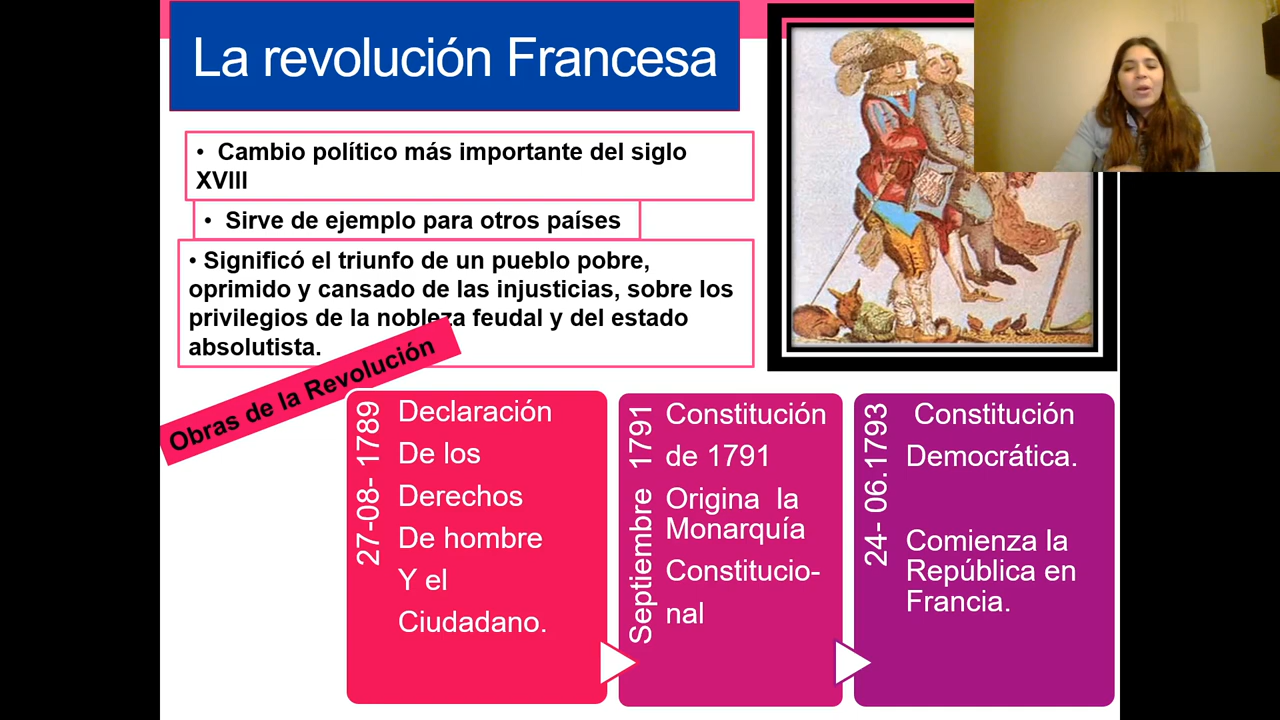 La revolución Francesa
• Cambio político más importante del siglo
XVIII
• Sirve de ejemplo para otros países
• Significó el triunfo de un pueblo pobre,
oprimido y cansado de las injusticias, sobre los
privilegios de la nobleza feudal y del estado
absolutista.
Obras de la Revolución
27-08- 1789
Declaración
De los
Derechos
De hombre
Y el
Ciudadano.
Septiembre 1791
Constitución
de 1791
Origina la
Monarquía
Constitucio-
nal
24- 06.1793
Constitución
Democrática.
Comienza la
República en
Francia.